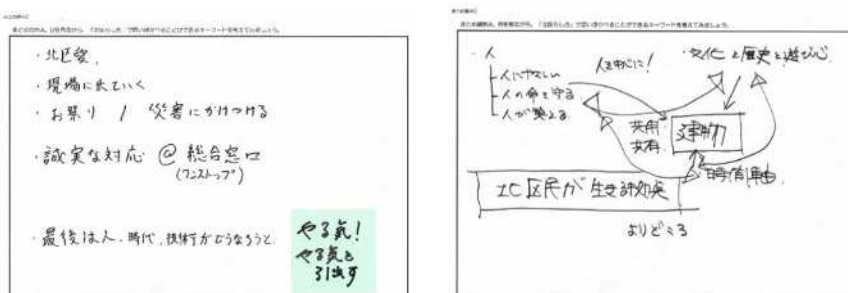 ・北区愛
・現場に出ていく
・お祭り / 災害にかけつける
・誠実な対応 @ 総合窓口
(ワンストップ)
・最後は人、時代、技術がどうなろうと
やる気!
やる気を
引出す
・人
人にやさしい
人の命を守る
人が集える
人を中心に!
・文化と歴史と遊び心
共用
共有
建物
時間軸
北区民が生きる
よりどころ